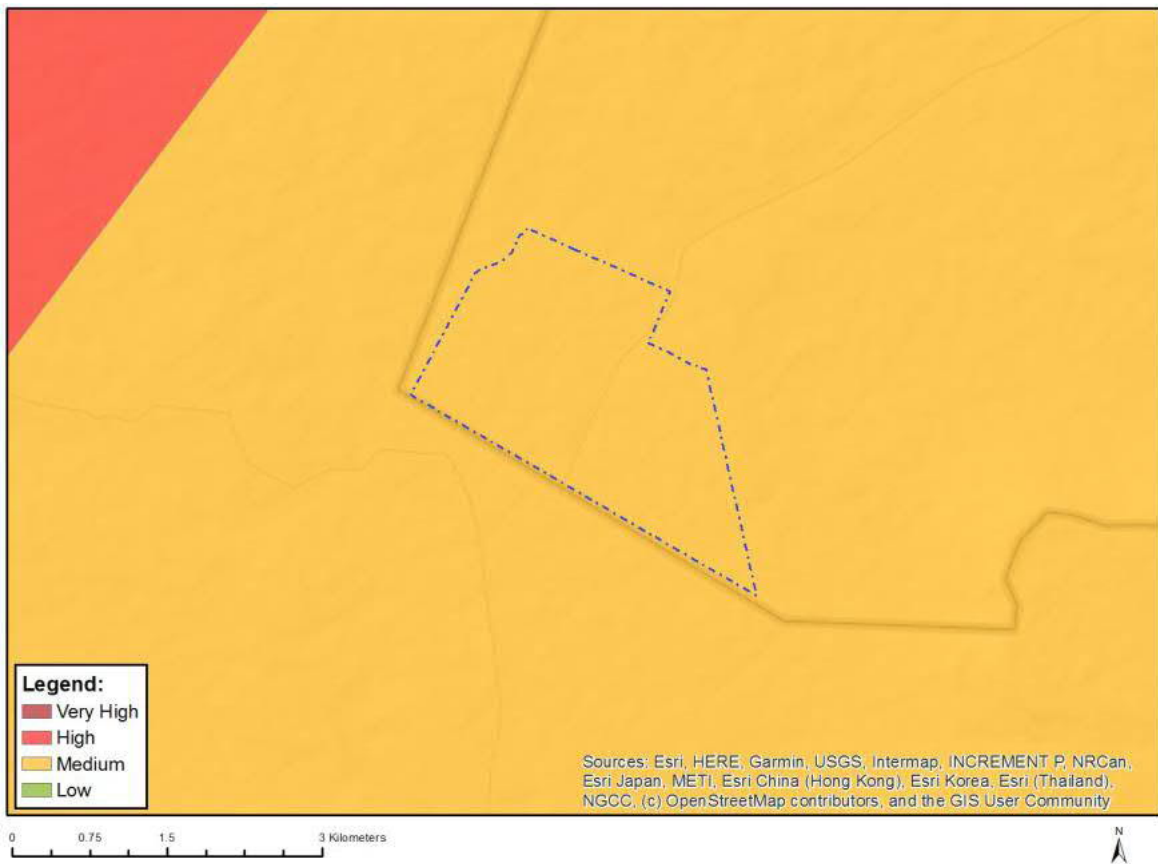 Legend:
Very High
High
Medium
Low
Sources: Esri, HERE, Garmin, USGS, Intermap, INCREMENT P, NRCan,
Esri Japan, METI, Esri China (Hong Kong), Esri Korea, Esri (Thailand),
NGCC, (c) OpenStreetMap contributors, and the GIS User Community
0 0.75 1.5 3 Kilometers
N